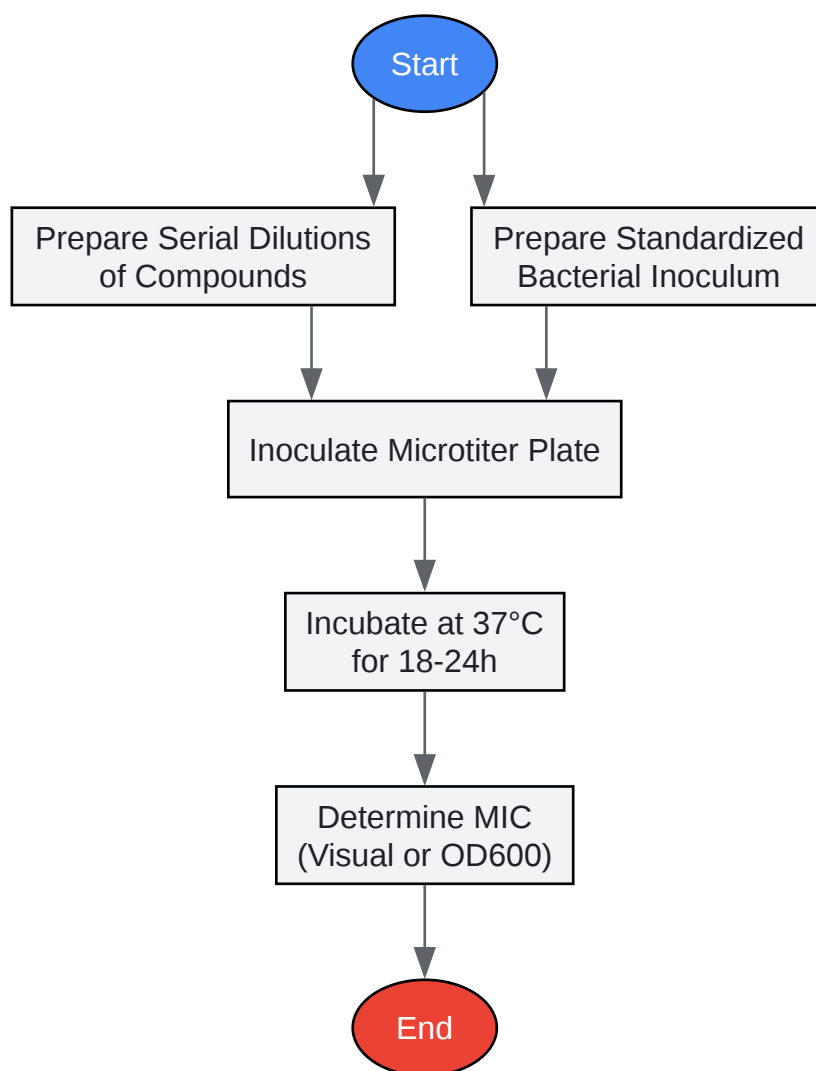 Start
Prepare Serial Dilutions
of Compounds
Prepare Standardized
Bacterial Inoculum
Inoculate Microtiter Plate
Incubate at 37°C
for 18-24h
Determine MIC
(Visual or OD600)
End